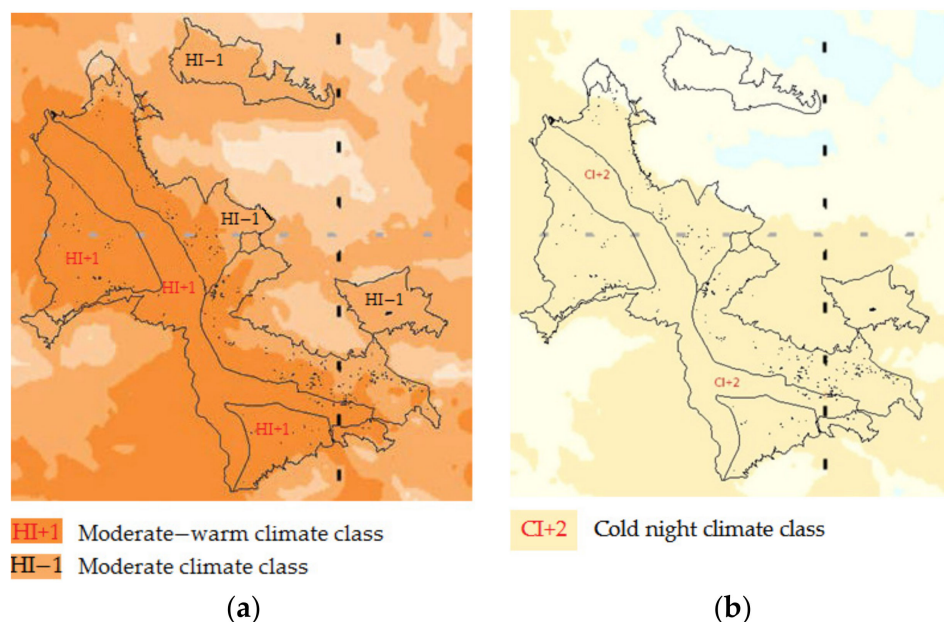 HI−1
HI−1
HI+1
HI+1
HI−1
HI+1
CI+2
CI+2
HI+1 Moderate−warm climate class
HI−1 Moderate climate class
CI+2 Cold night climate class
(a)
(b)